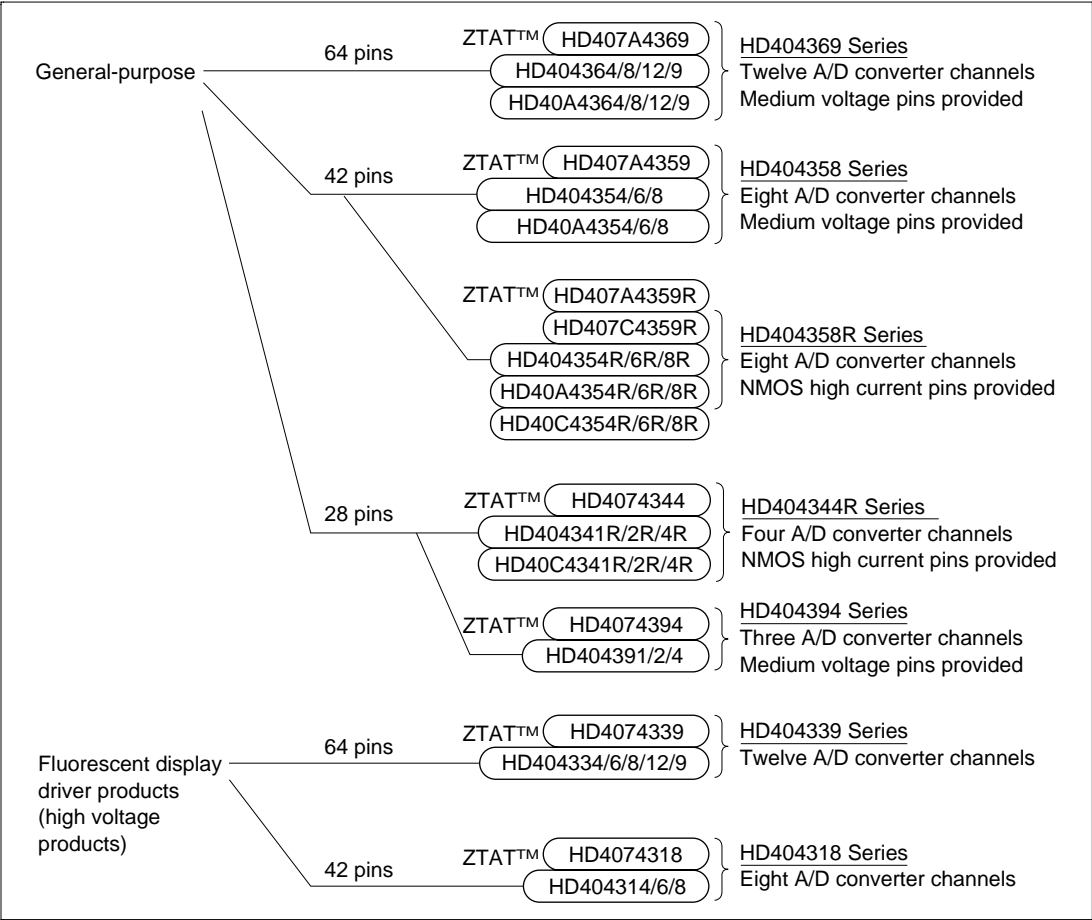 General-purpose
64 pins
ZTAT™ HD407A4369
HD404364/8/12/9
HD40A4364/8/12/9
HD404369 Series
Twelve A/D converter channels
Medium voltage pins provided
42 pins
ZTAT™ HD407A4359
HD404354/6/8
HD40A4354/6/8
HD404358 Series
Eight A/D converter channels
Medium voltage pins provided
ZTAT™ HD407A4359R
HD407C4359R
HD404354R/6R/8R
HD40A4354R/6R/8R
HD40C4354R/6R/8R
HD404358R Series
Eight A/D converter channels
NMOS high current pins provided
28 pins
ZTAT™ HD4074344
HD404341R/2R/4R
HD40C4341R/2R/4R
HD404344R Series
Four A/D converter channels
NMOS high current pins provided
ZTAT™ HD4074394
HD404391/2/4
HD404394 Series
Three A/D converter channels
Medium voltage pins provided
Fluorescent display
driver products
(high voltage
products)
64 pins
ZTAT™ HD4074339
HD404334/6/8/12/9
HD404339 Series
Twelve A/D converter channels
42 pins
ZTAT™ HD4074318
HD404314/6/8
HD404318 Series
Eight A/D converter channels